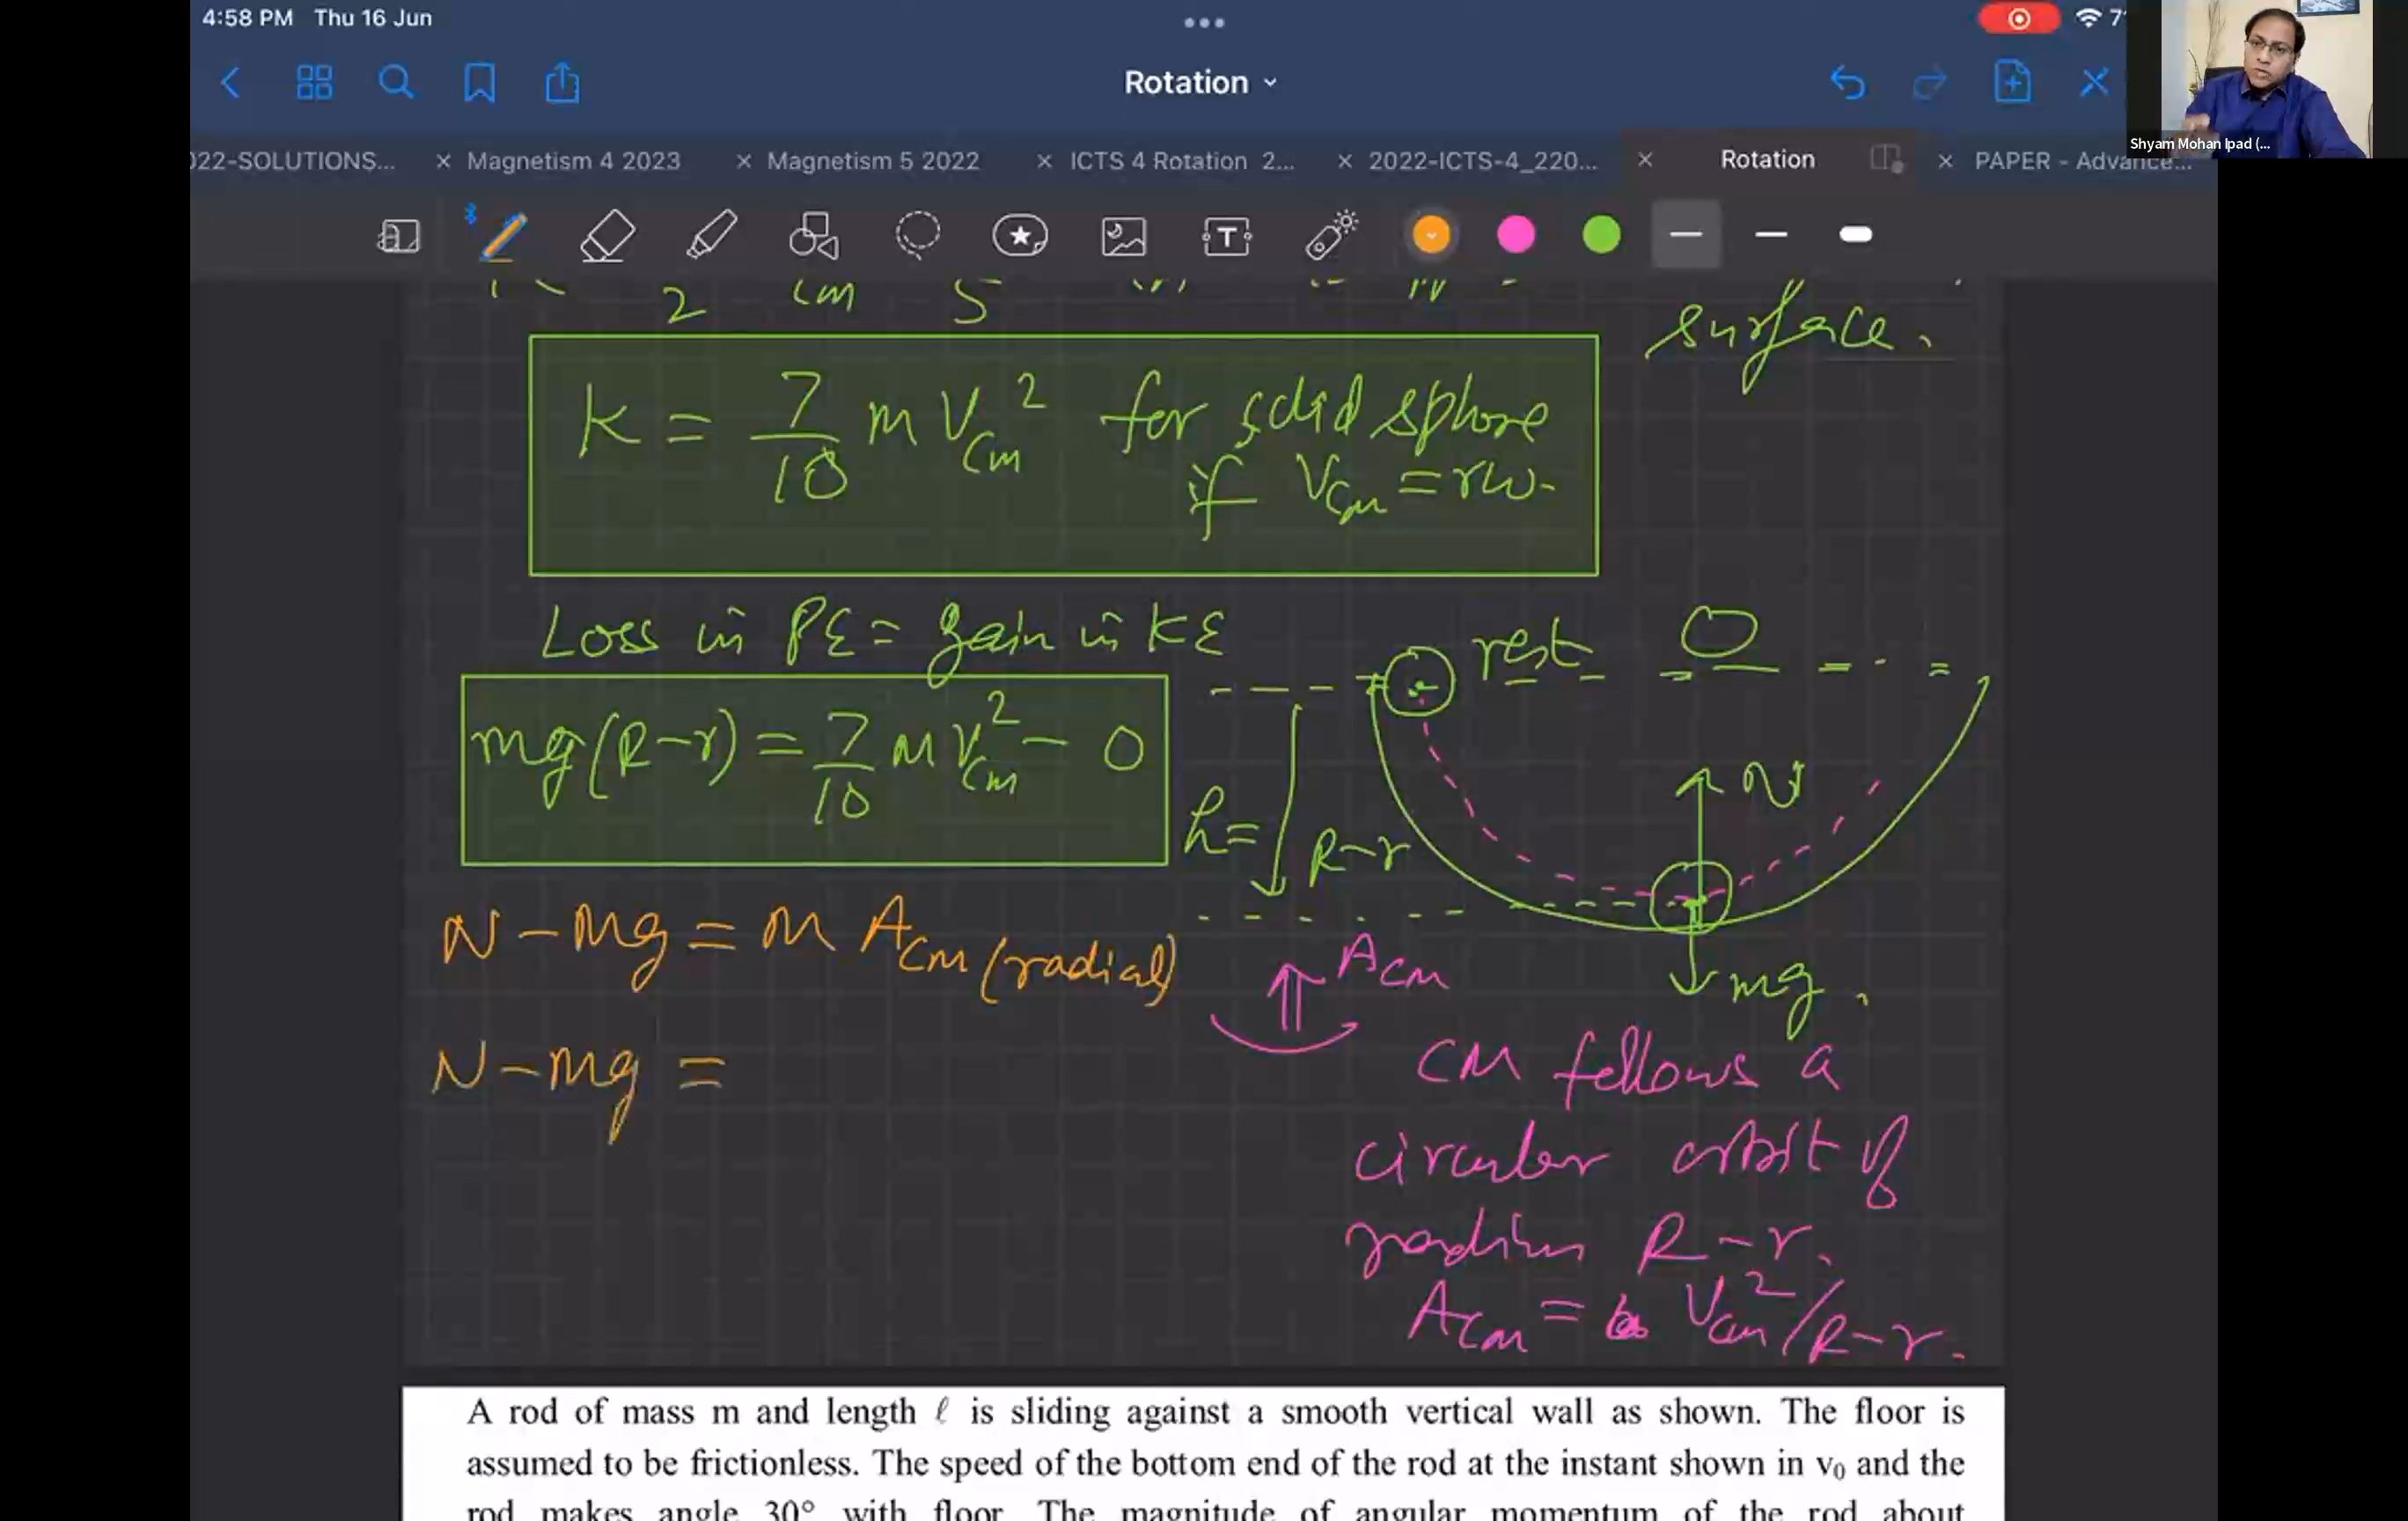 4:58 PM Thu 16 Jun
Rotation
Shyam Mohan Ipad (...
022-SOLUTIONS... Magnetism 4 2023 Magnetism 5 2022 ICTS 4 Rotation 2... 2022-ICTS-4_220... Rotation PAPER - Advance...
2 cm 5
surface.
K = 7/10 m V_cm^2 for solid sphere
if V_cm = rω.
Loss in PE = gain in KE
rest O
mg(R-r) = 7/10 m V_cm^2 - 0
N
h = R-r
N - mg = m A_cm (radial)
A_cm
mg.
N - mg =
CM follows a
circular orbit of
radius R-r.
A_cm = V_cm^2/R-r.
A rod of mass m and length ℓ is sliding against a smooth vertical wall as shown. The floor is
assumed to be frictionless. The speed of the bottom end of the rod at the instant shown in v₀ and the
rod makes angle 30° with floor. The magnitude of angular momentum of the rod about